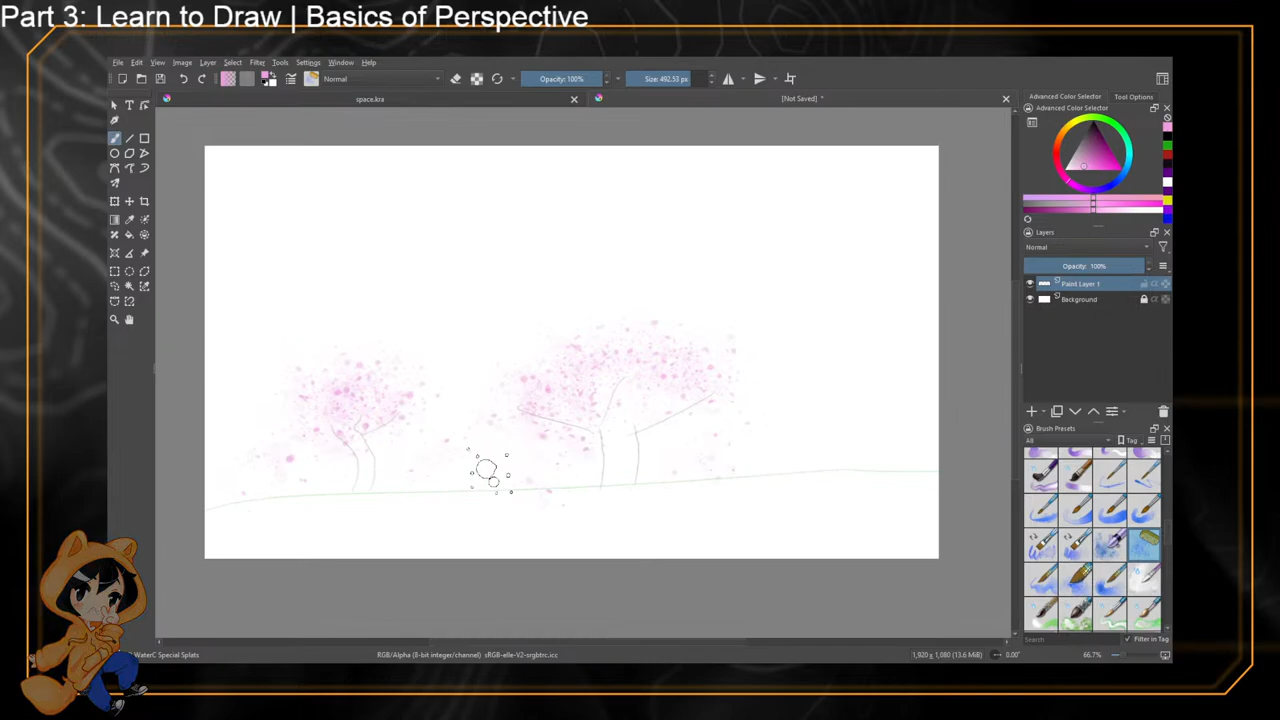 Part 3: Learn to Draw | Basics of Perspective
File Edit View Image Layer Select Filter Tools Settings Window Help
Normal
Opacity: 100%
Size: 492.53 px
space.kra
[Not Saved] *
Advanced Color Selector
Tool Options
Advanced Color Selector
Layers
Normal
Opacity: 100%
Paint Layer 1
Background
Brush Presets
All
Tag
Search
Filter in Tag
WaterC Special Splats
RGB/Alpha (8-bit integer/channel) sRGB-elle-V2-srgbtrc.icc
1,920 x 1,080 (13.6 MiB)
0.00°
66.7%